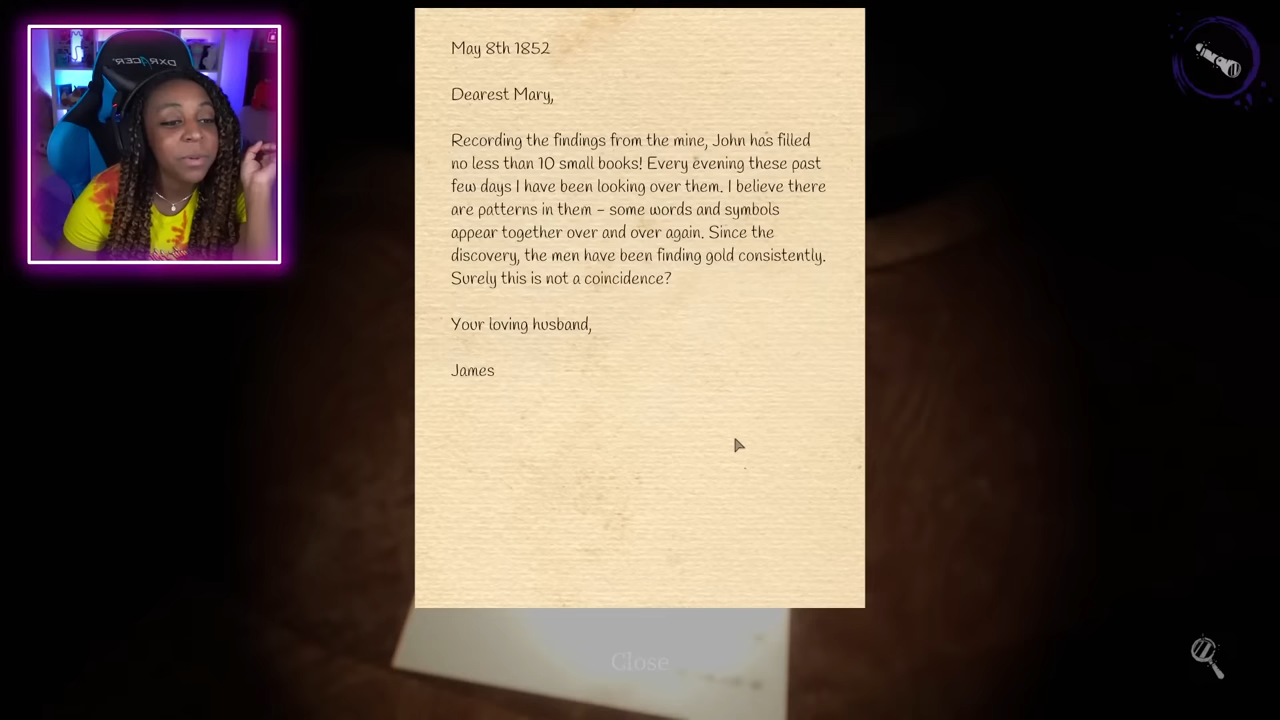 DXRACER
May 8th 1852
Dearest Mary,
Recording the findings from the mine, John has filled
no less than 10 small books! Every evening these past
few days I have been looking over them. I believe there
are patterns in them - some words and symbols
appear together over and over again. Since the
discovery, the men have been finding gold consistently.
Surely this is not a coincidence?
Your loving husband,
James
Close